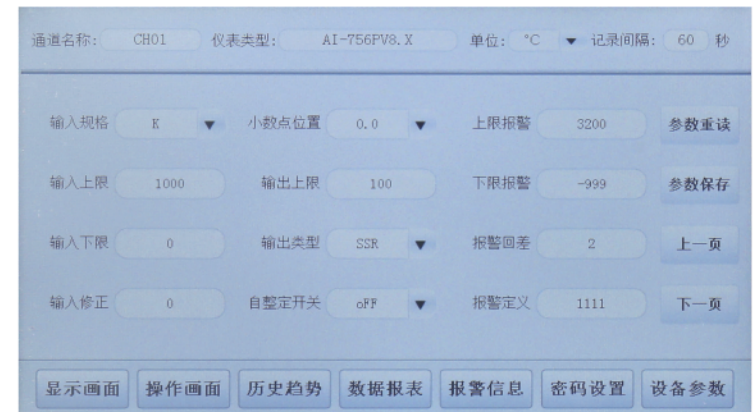 通道名称: CH01 仪表类型: AI-756PV8.X 单位: °C ▼ 记录间隔: 60 秒
输入规格 K ▼ 小数点位置 0.0 ▼ 上限报警 3200 参数重读
输入上限 1000 输出上限 100 下限报警 -999 参数保存
输入下限 0 输出类型 SSR ▼ 报警回差 2 上一页
输入修正 0 自整定开关 oFF ▼ 报警定义 1111 下一页
显示画面 操作画面 历史趋势 数据报表 报警信息 密码设置 设备参数